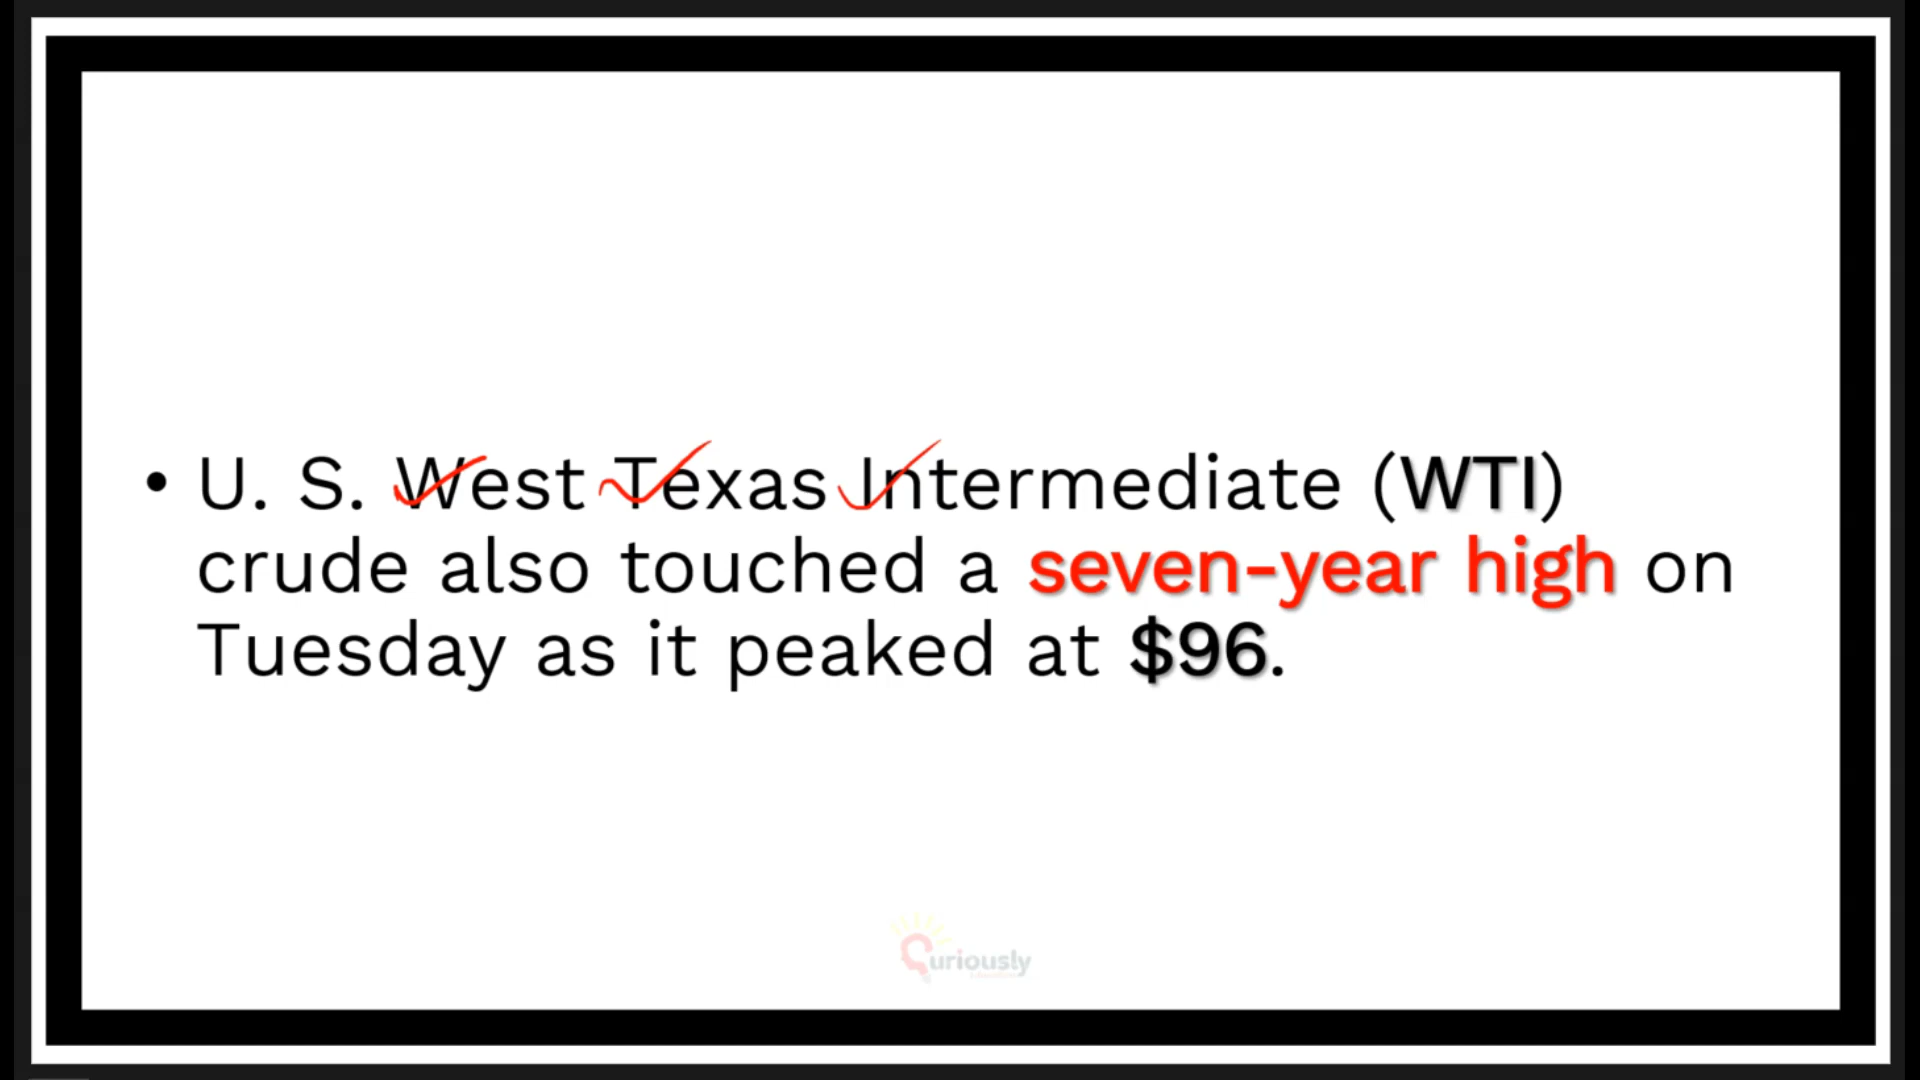 • U. S. West Texas Intermediate (WTI)
crude also touched a seven-year high on
Tuesday as it peaked at $96.
Curiously